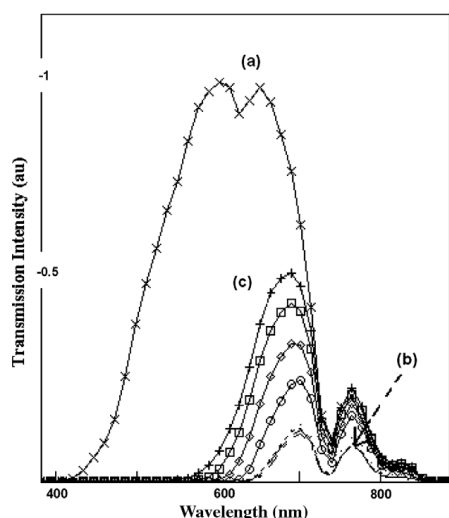 (a)
-1
Transmission Intensity (au)
-0.5
(c)
(b)
400
600
800
Wavelength (nm)